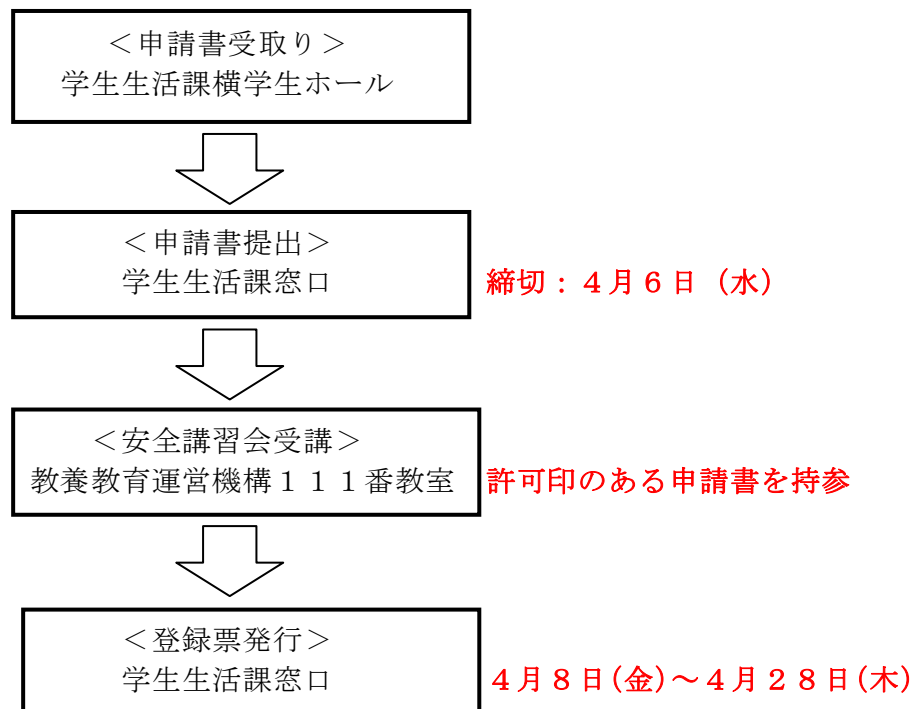 ＜申請書受取り＞
学生生活課横学生ホール
＜申請書提出＞
学生生活課窓口
締切：４月６日（水）
＜安全講習会受講＞
教養教育運営機構１１１番教室
許可印のある申請書を持参
＜登録票発行＞
学生生活課窓口
４月８日(金)～４月２８日(木)